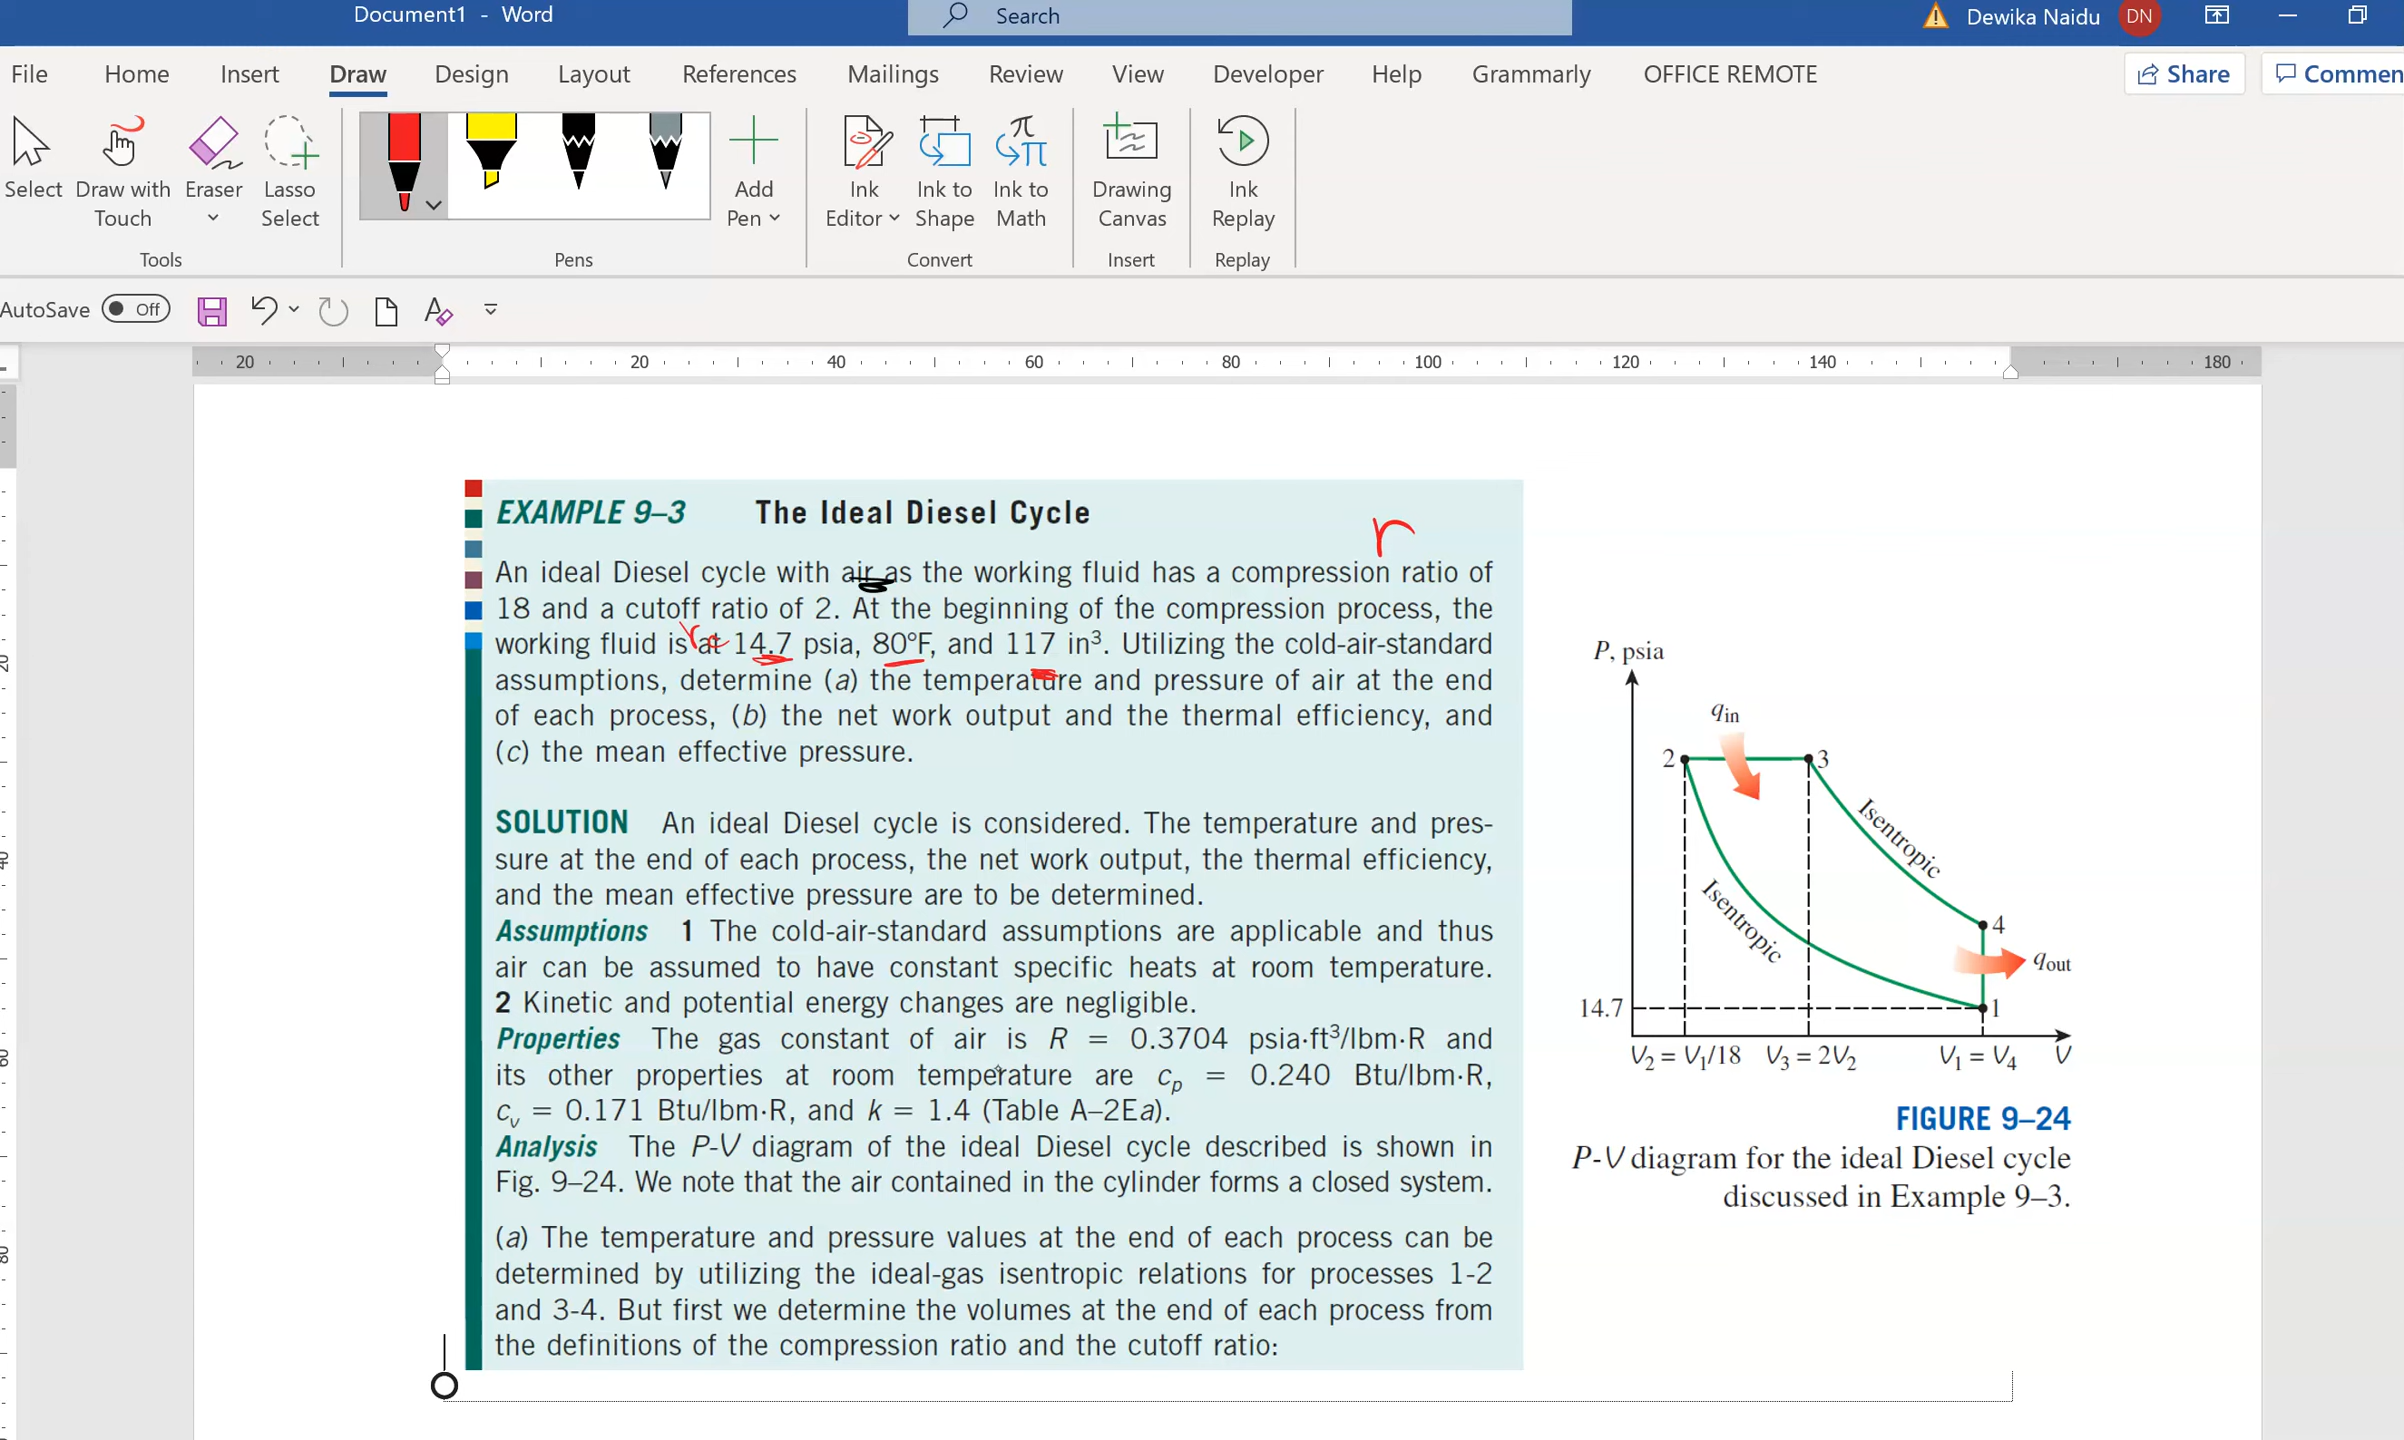 Document1 - Word
Search
Dewika Naidu DN
File Home Insert Draw Design Layout References Mailings Review View Developer Help Grammarly OFFICE REMOTE Share Commen
Select Draw with Touch Eraser Lasso Select
Add Pen
Ink Editor Ink to Shape Ink to Math
Drawing Canvas
Ink Replay
Tools Pens Convert Insert Replay
AutoSave Off
20 20 40 60 80 100 120 140 180
EXAMPLE 9–3 The Ideal Diesel Cycle
r
An ideal Diesel cycle with air as the working fluid has a compression ratio of
18 and a cutoff ratio of 2. At the beginning of the compression process, the
rc
working fluid is at 14.7 psia, 80°F, and 117 in³. Utilizing the cold-air-standard
assumptions, determine (a) the temperature and pressure of air at the end
of each process, (b) the net work output and the thermal efficiency, and
(c) the mean effective pressure.
SOLUTION An ideal Diesel cycle is considered. The temperature and pres-
sure at the end of each process, the net work output, the thermal efficiency,
and the mean effective pressure are to be determined.
Assumptions 1 The cold-air-standard assumptions are applicable and thus
air can be assumed to have constant specific heats at room temperature.
2 Kinetic and potential energy changes are negligible.
Properties The gas constant of air is R = 0.3704 psia·ft³/lbm·R and
its other properties at room temperature are cp = 0.240 Btu/lbm·R,
cv = 0.171 Btu/lbm·R, and k = 1.4 (Table A–2Ea).
Analysis The P-V diagram of the ideal Diesel cycle described is shown in
Fig. 9–24. We note that the air contained in the cylinder forms a closed system.
(a) The temperature and pressure values at the end of each process can be
determined by utilizing the ideal-gas isentropic relations for processes 1-2
and 3-4. But first we determine the volumes at the end of each process from
the definitions of the compression ratio and the cutoff ratio:
P, psia
qin
2 3
Isentropic
Isentropic
4
qout
14.7
1
V2 = V1/18 V3 = 2V2 V1 = V4 V
FIGURE 9–24
P-V diagram for the ideal Diesel cycle
discussed in Example 9–3.
20
40
60
80